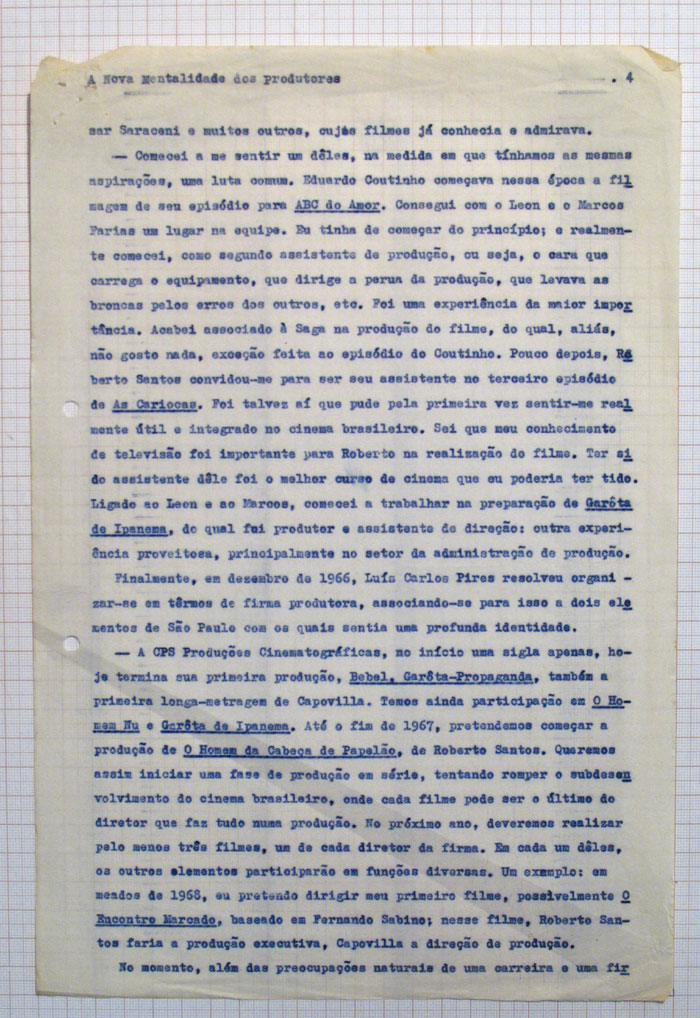 A Nova Mentalidade dos Produtores . 4
sar Saraceni e muitos outros, cujos filmes já conhecia e admirava.
— Comecei a me sentir um dêles, na medida em que tínhamos as mesmas
aspirações, uma luta comum. Eduardo Coutinho começava nessa época a fil
magem de seu episódio para ABC do Amor. Consegui com o Leon e o Marcos
Farias um lugar na equipe. Eu tinha de começar do princípio; e realmen-
te comecei, como segundo assistente de produção, ou seja, o cara que
carrega o equipamento, que dirige a perua da produção, que levava as
broncas pelos erros dos outros, etc. Foi uma experiência da maior impor
tância. Acabei associado à Saga na produção do filme, do qual, aliás,
não gosto nada, exceção feita ao episódio do Coutinho. Pouco depois, Ro
berto Santos convidou-me para ser seu assistente no terceiro episódio
de As Cariocas. Foi talvez aí que pude pela primeira vez sentir-me real
mente útil e integrado no cinema brasileiro. Sei que meu conhecimento
de televisão foi importante para Roberto na realização do filme. Ter si
do assistente dêle foi o melhor curso de cinema que eu poderia ter tido.
Ligado ao Leon e ao Marcos, comecei a trabalhar na preparação de Garôta
de Ipanema, do qual fui produtor e assistente de direção: outra experi-
ência proveitosa, principalmente no setor da administração de produção.
Finalmente, em dezembro de 1966, Luís Carlos Pires resolveu organi -
zar-se em têrmos de firma produtora, associando-se para isso a dois ele
mentos de São Paulo com os quais sentia uma profunda identidade.
— A CPS Produções Cinematográficas, no início uma sigla apenas, ho-
je termina sua primeira produção, Bebel, Garôta-Propaganda, também a
primeira longa-metragem de Capovilla. Temos ainda participação em O Ho-
mem Nu e Garôta de Ipanema. Até o fim de 1967, pretendemos começar a
produção de O Homem da Cabeça de Papelão, de Roberto Santos. Queremos
assim iniciar uma fase de produção em série, tentando romper o subdesen
volvimento do cinema brasileiro, onde cada filme pode ser o último do
diretor que faz tudo numa produção. No próximo ano, deveremos realizar
pelo menos três filmes, um de cada diretor da firma. Em cada um dêles,
os outros elementos participarão em funções diversas. Um exemplo: em
meados de 1968, eu pretendo dirigir meu primeiro filme, possivelmente O
Encontro Marcado, baseado em Fernando Sabino; nesse filme, Roberto San-
tos faria a produção executiva, Capovilla a direção de produção.
No momento, além das preocupações naturais de uma carreira e uma fir